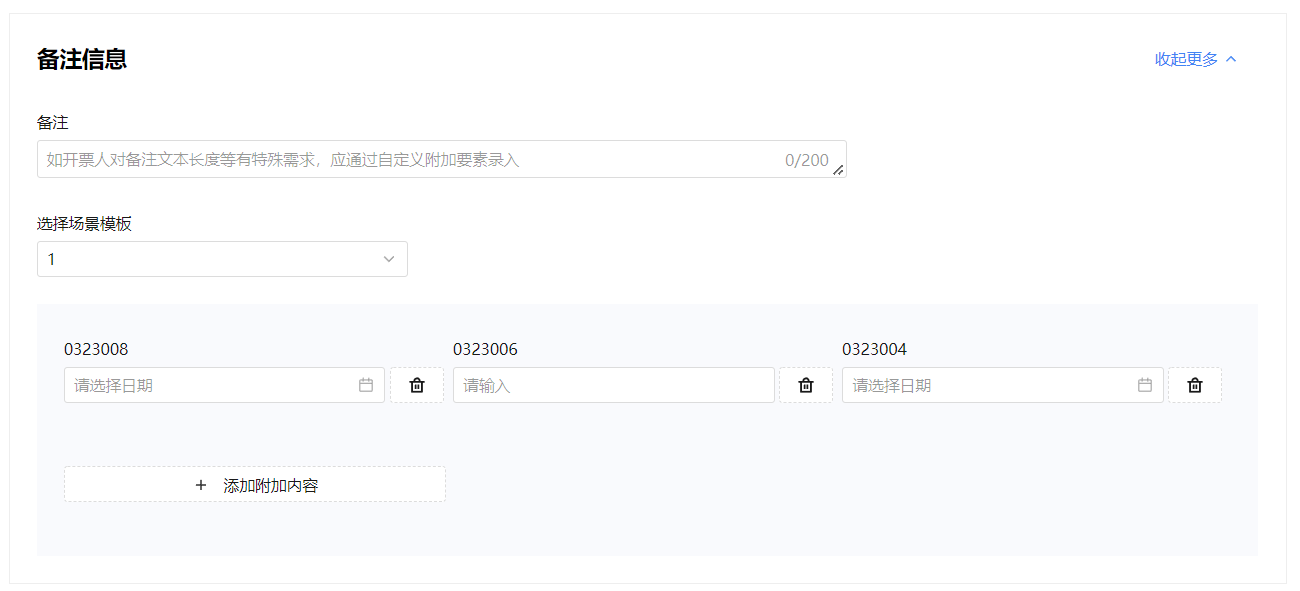 备注信息
收起更多
备注
如开票人对备注文本长度等有特殊需求，应通过自定义附加要素录入 0/200
选择场景模板
1
0323008 0323006 0323004
请选择日期 请输入 请选择日期
+ 添加附加内容